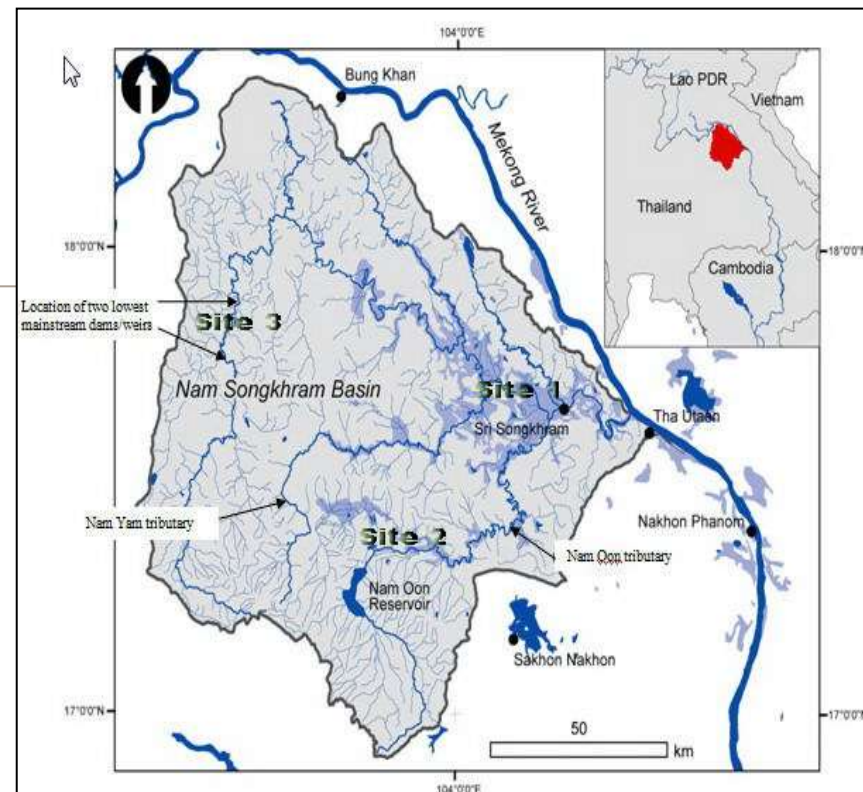 104°0'0"E
Bung Khan
Lao PDR
Vietnam
Mekong River
Thailand
18°0'0"N
18°0'0"N
Cambodia
Location of two lowest
mainstream dams/weirs
Site 3
Nam Songkhram Basin
Site 1
Sri Songkhram
Tha Utaen
Nam Yam tributary
Site 2
Nakhon Phanom
Nam Oon tributary
Nam Oon
Reservoir
Sakhon Nakhon
17°0'0"N
17°0'0"N
50
km
104°0'0"E